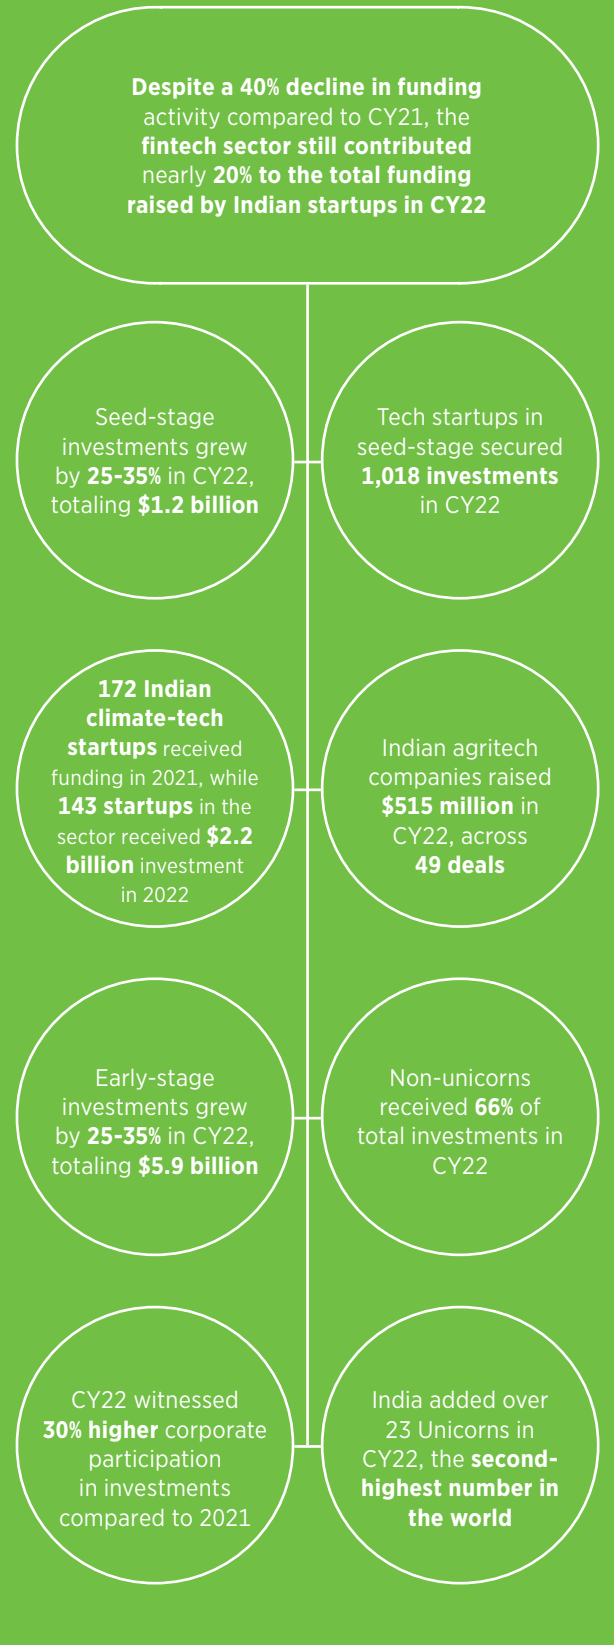 Despite a 40% decline in funding
activity compared to CY21, the
fintech sector still contributed
nearly 20% to the total funding
raised by Indian startups in CY22
Seed-stage
investments grew
by 25-35% in CY22,
totaling $1.2 billion
Tech startups in
seed-stage secured
1,018 investments
in CY22
172 Indian
climate-tech
startups received
funding in 2021, while
143 startups in the
sector received $2.2
billion investment
in 2022
Indian agritech
companies raised
$515 million in
CY22, across
49 deals
Early-stage
investments grew
by 25-35% in CY22,
totaling $5.9 billion
Non-unicorns
received 66% of
total investments in
CY22
CY22 witnessed
30% higher corporate
participation
in investments
compared to 2021
India added over
23 Unicorns in
CY22, the second-
highest number in
the world